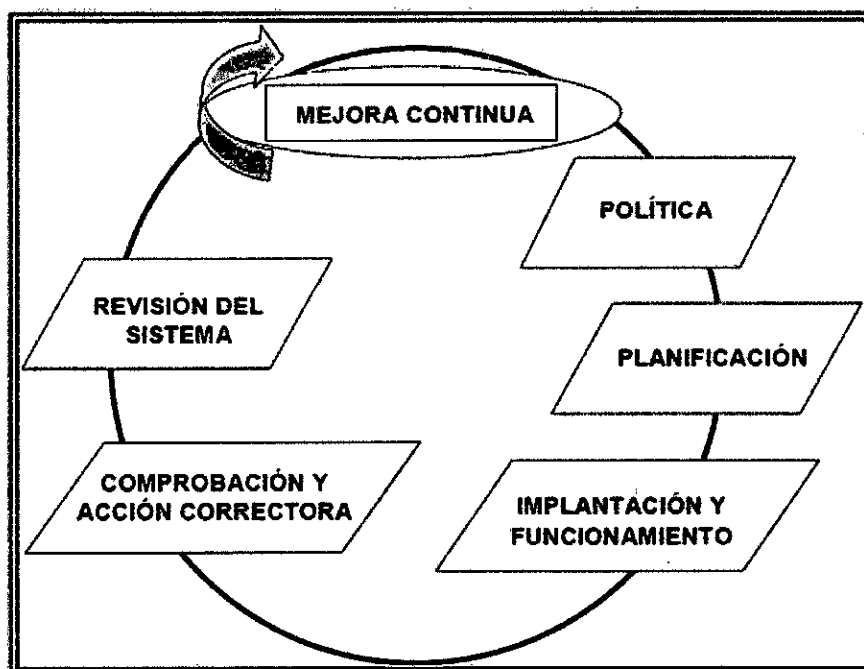 MEJORA CONTINUA
POLÍTICA
PLANIFICACIÓN
IMPLANTACIÓN Y
FUNCIONAMIENTO
COMPROBACIÓN Y
ACCIÓN CORRECTORA
REVISIÓN DEL
SISTEMA